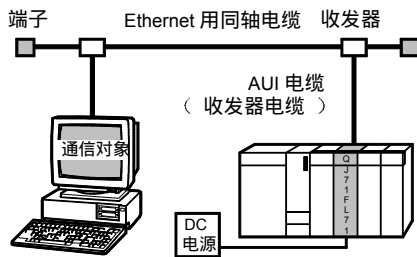 端子
Ethernet 用同轴电缆
收发器
AUI 电缆
（ 收发器电缆 ）
通信对象
QJ71FL71
DC
电源